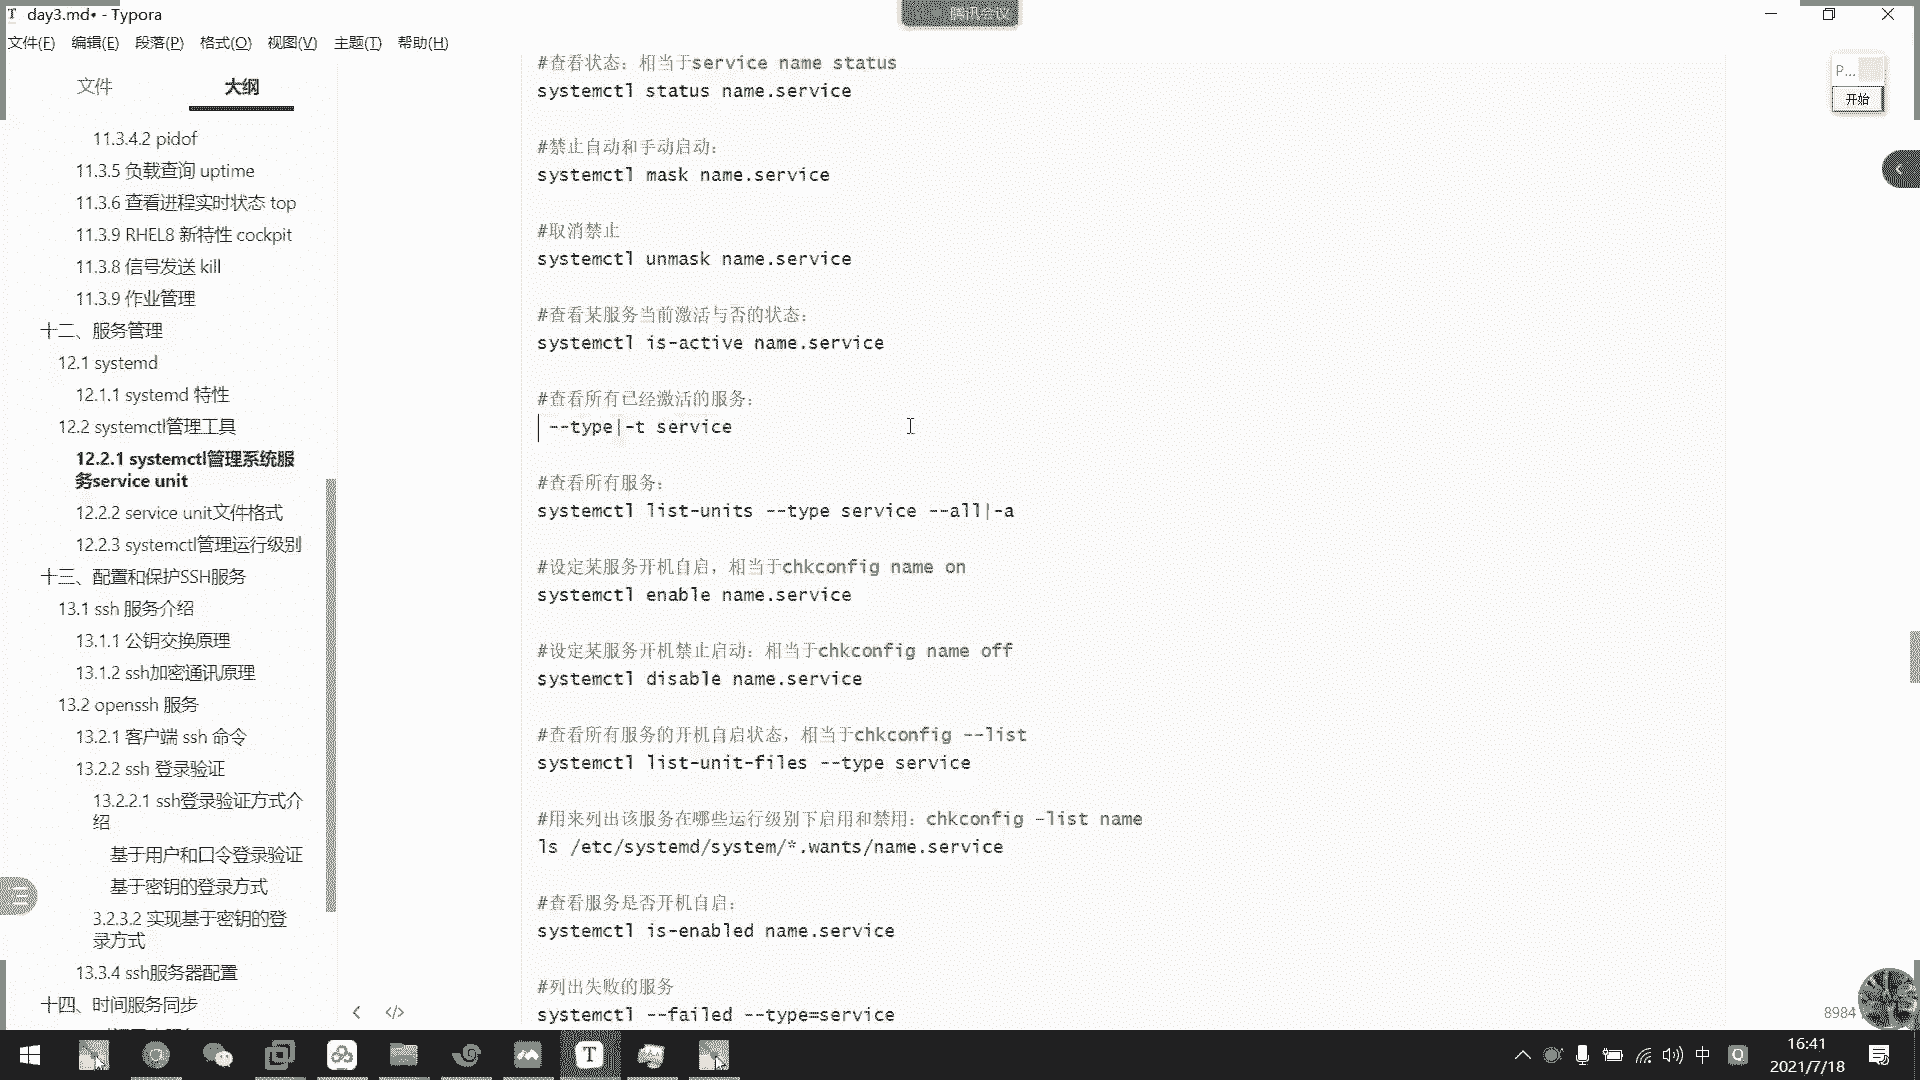 day3.md• - Typora
腾讯会议
文件(F) 编辑(E) 段落(P) 格式(O) 视图(V) 主题(T) 帮助(H)
文件 大纲
11.3.4.2 pidof
11.3.5 负载查询 uptime
11.3.6 查看进程实时状态 top
11.3.9 RHEL8 新特性 cockpit
11.3.8 信号发送 kill
11.3.9 作业管理
十二、服务管理
12.1 systemd
12.1.1 systemd 特性
12.2 systemctl管理工具
12.2.1 systemctl管理系统服
务service unit
12.2.2 service unit文件格式
12.2.3 systemctl管理运行级别
十三、配置和保护SSH服务
13.1 ssh 服务介绍
13.1.1 公钥交换原理
13.1.2 ssh加密通讯原理
13.2 openssh 服务
13.2.1 客户端 ssh 命令
13.2.2 ssh 登录验证
13.2.2.1 ssh登录验证方式介
绍
基于用户和口令登录验证
基于密钥的登录方式
3.2.3.2 实现基于密钥的登
录方式
13.3.4 ssh服务器配置
十四、时间服务同步
#查看状态：相当于service name status
systemctl status name.service
#禁止自动和手动启动：
systemctl mask name.service
#取消禁止
systemctl unmask name.service
#查看某服务当前激活与否的状态：
systemctl is-active name.service
#查看所有已经激活的服务：
--type|-t service
#查看所有服务：
systemctl list-units --type service --all|-a
#设定某服务开机自启，相当于chkconfig name on
systemctl enable name.service
#设定某服务开机禁止启动：相当于chkconfig name off
systemctl disable name.service
#查看所有服务的开机自启状态，相当于chkconfig --list
systemctl list-unit-files --type service
#用来列出该服务在哪些运行级别下启用和禁用：chkconfig –list name
ls /etc/systemd/system/*.wants/name.service
#查看服务是否开机自启：
systemctl is-enabled name.service
#列出失败的服务
systemctl --failed --type=service
P...
开始
8984
中
16:41
2021/7/18